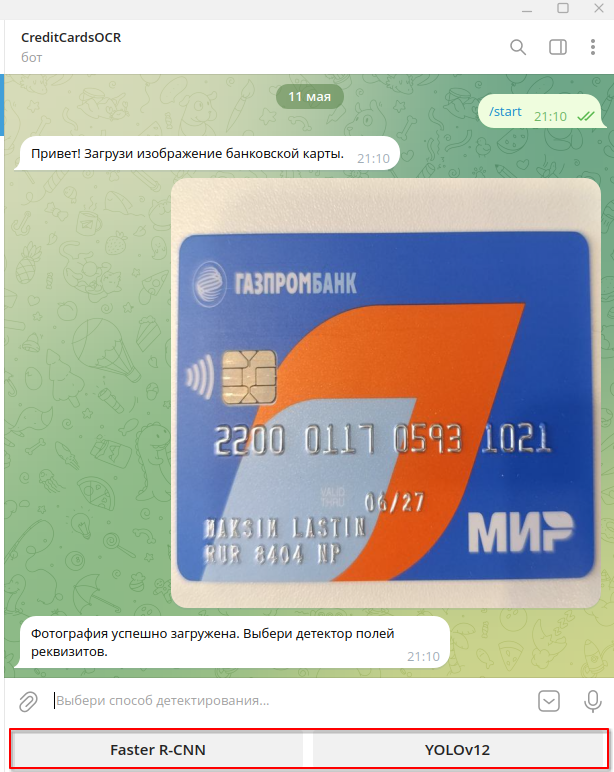 CreditCardsOCR
бот
11 мая
/start 21:10
Привет! Загрузи изображение банковской карты. 21:10
ГАЗПРОМБАНК
2200 0117 0593 1021
VALID
THRU
06/27
MAKSIM LASTIN
RUR 8404 NP
МИР
Фотография успешно загружена. Выбери детектор полей
реквизитов. 21:10
Выбери способ детектирования...
Faster R-CNN YOLOv12